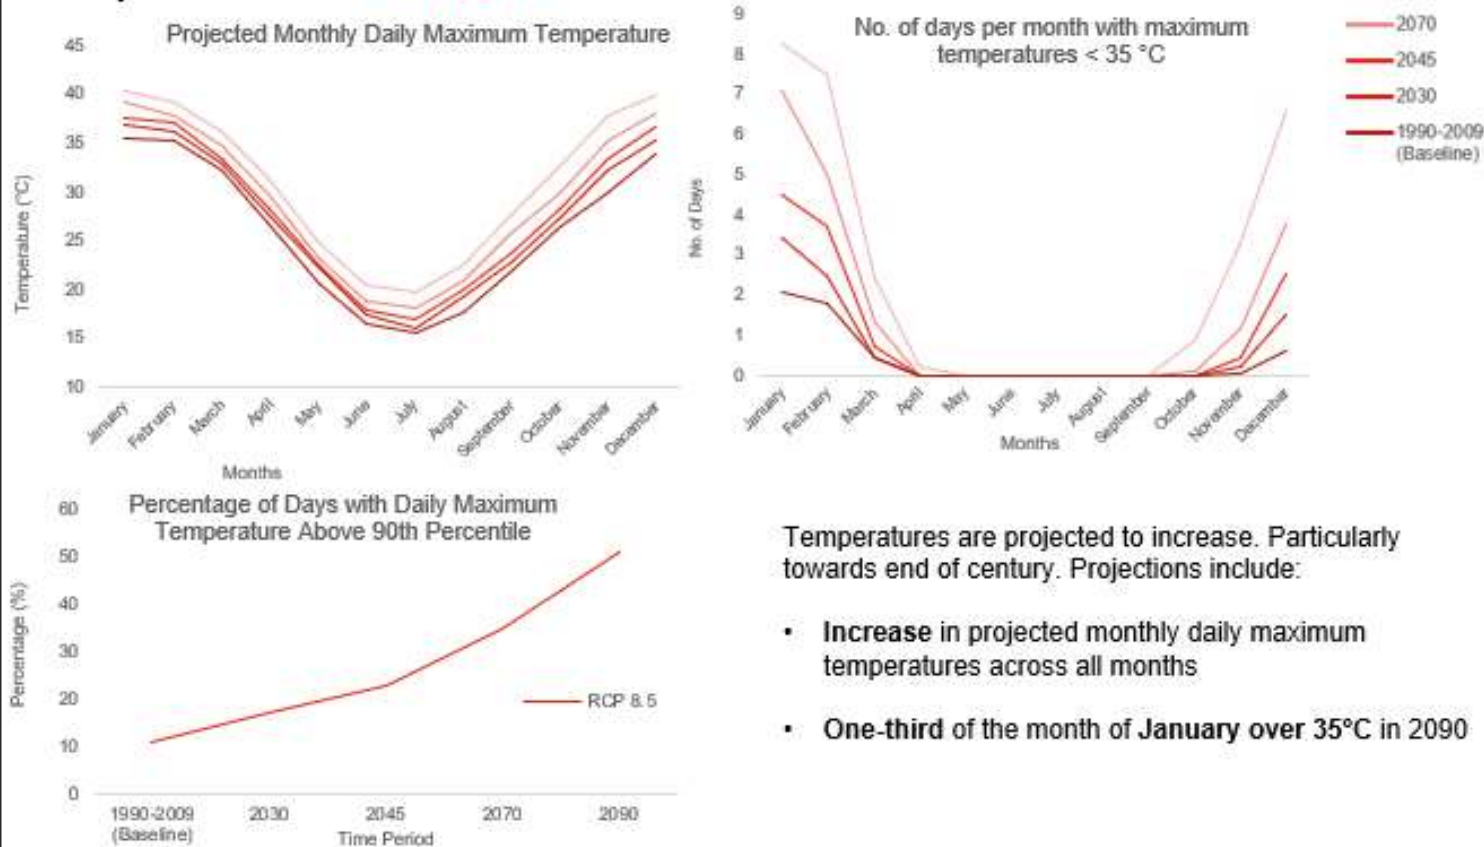 Projected Monthly Daily Maximum Temperature
45
40
35
30
25
20
15
10
Temperature (°C)
January
February
March
April
May
June
July
August
September
October
November
December
Months
No. of days per month with maximum
temperatures < 35 °C
9
8
7
6
5
4
3
2
1
0
No. of Days
January
February
March
April
May
June
July
August
September
October
November
December
Months
2070
2045
2030
1990-2009
(Baseline)
Percentage of Days with Daily Maximum
Temperature Above 90th Percentile
60
50
40
30
20
10
0
Percentage (%)
RCP 8.5
1990-2009
(Baseline)
2030
2045
2070
2090
Time Period
Temperatures are projected to increase. Particularly
towards end of century. Projections include:
• Increase in projected monthly daily maximum
temperatures across all months
• One-third of the month of January over 35°C in 2090